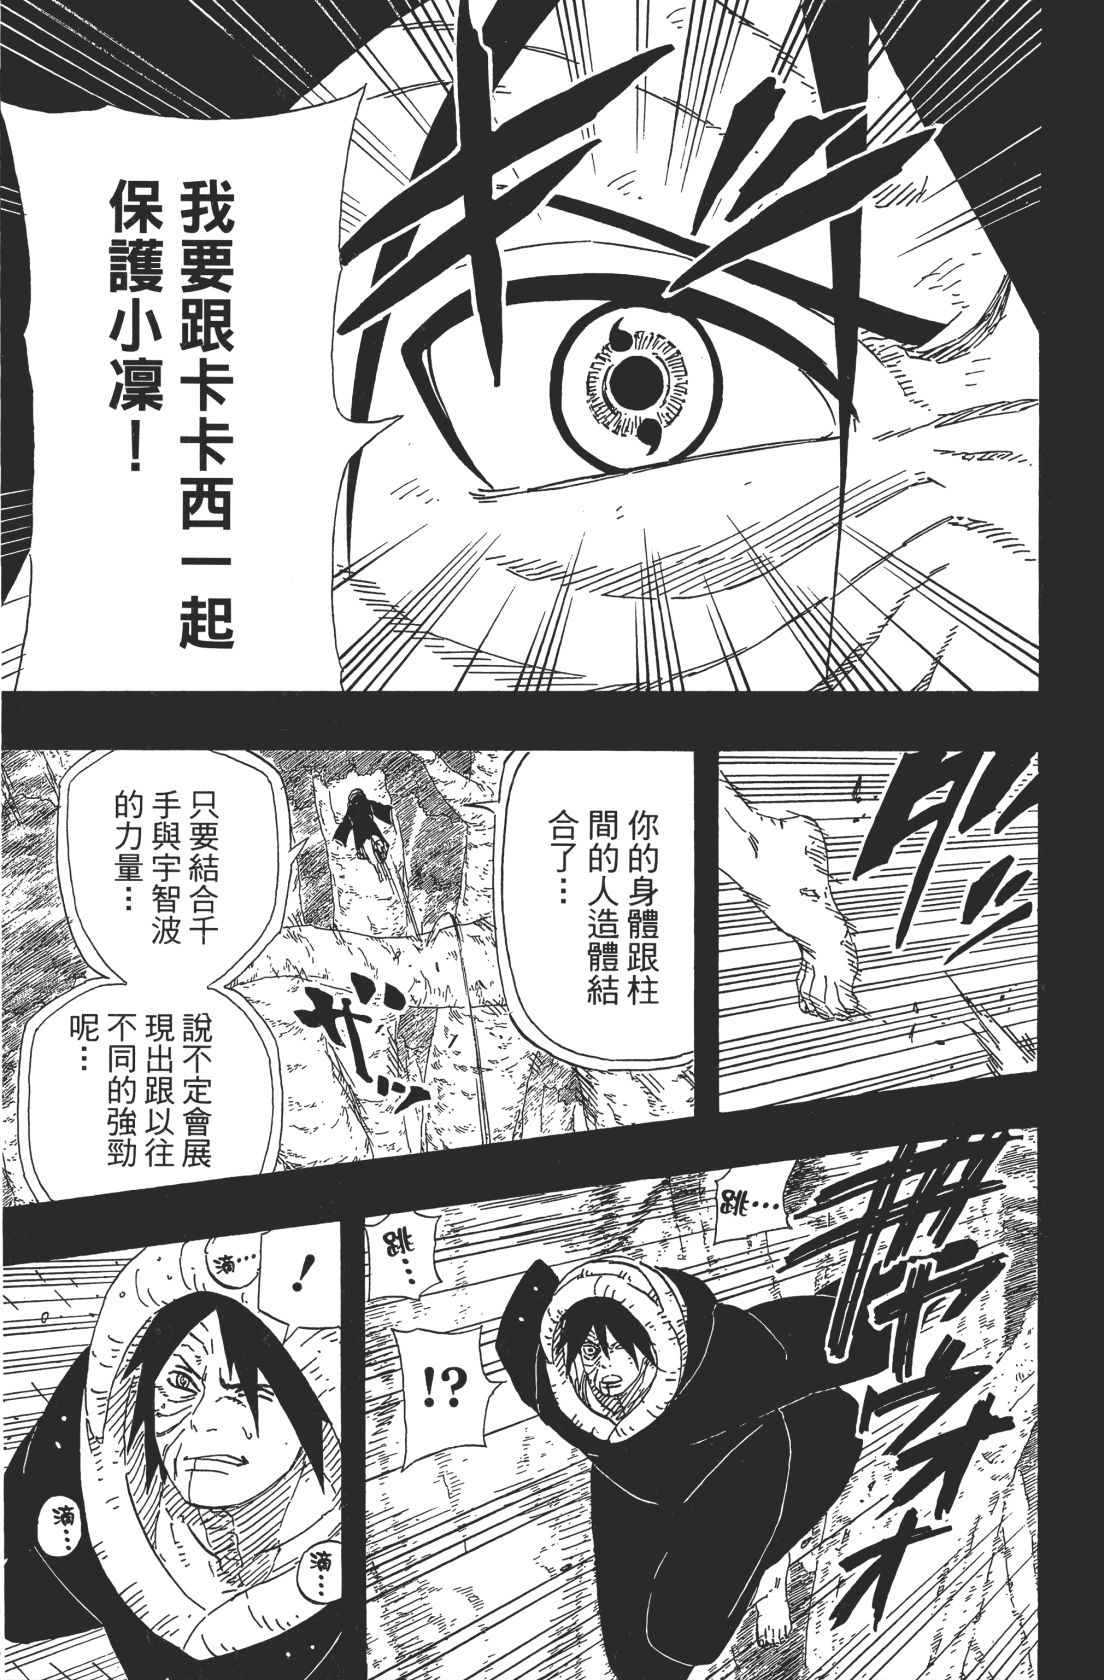 我要跟卡卡西一起
保護小凜！
你的身體跟柱
間的人造體結
合了…
只要結合千
手與宇智波
的力量…
說不定會展
現出跟以往
不同的強勁
呢…
ザッ
跳…
跳…
!?
！
滴…
滴…
滴…